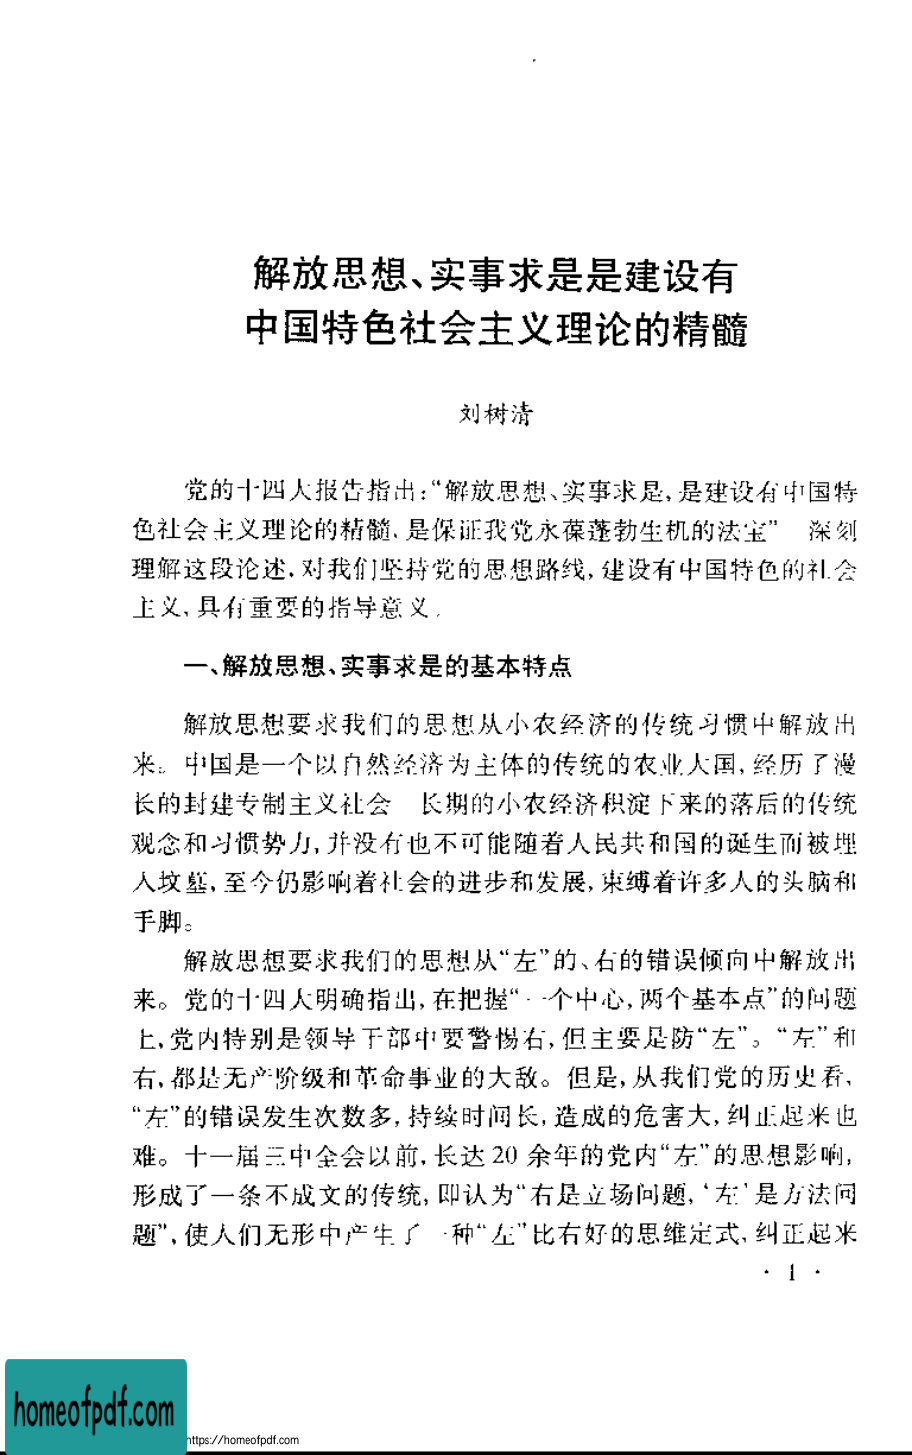 解放思想、实事求是是建设有
中国特色社会主义理论的精髓
刘树清
党的十四大报告指出:“解放思想、实事求是,是建设有中国特
色社会主义理论的精髓,是保证我党永葆蓬勃生机的法宝” 深刻
理解这段论述,对我们坚持党的思想路线,建设有中国特色的社会
主义,具有重要的指导意义。
一、解放思想、实事求是的基本特点
解放思想要求我们的思想从小农经济的传统习惯中解放出
来。中国是一个以自然经济为主体的传统的农业大国,经历了漫
长的封建专制主义社会 长期的小农经济积淀下来的落后的传统
观念和习惯势力,并没有也不可能随着人民共和国的诞生而被埋
入坟墓,至今仍影响着社会的进步和发展,束缚着许多人的头脑和
手脚。
解放思想要求我们的思想从“左”的、右的错误倾向中解放出
来。党的十四大明确指出,在把握“一个中心,两个基本点”的问题
上,党内特别是领导干部中要警惕右,但主要是防“左”。“左”和
右,都是无产阶级和革命事业的大敌。但是,从我们党的历史看,
“左”的错误发生次数多,持续时间长,造成的危害大,纠正起来也
难。十一届三中全会以前,长达 20 余年的党内“左”的思想影响,
形成了一条不成文的传统,即认为“右是立场问题,‘左’是方法问
题”,使人们无形中产生了一种“左”比右好的思维定式,纠正起来
· 1 ·
homeofpdf.com
https://homeofpdf.com